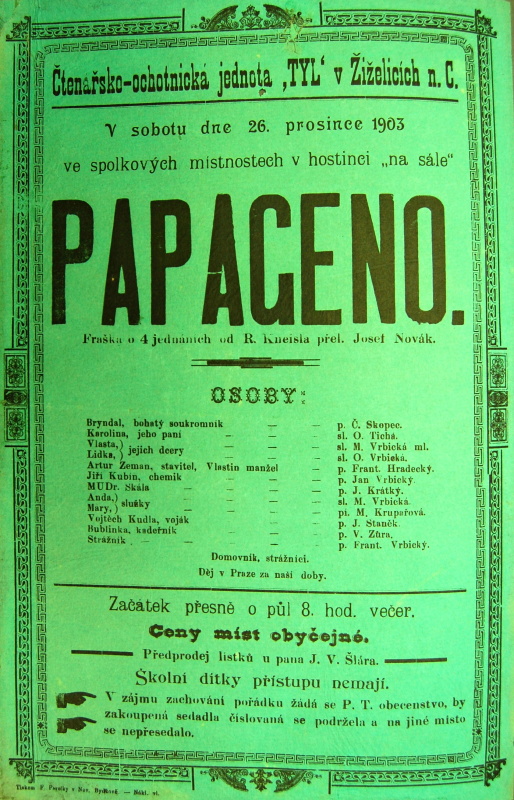 Čtenářsko-ochotnická jednota ‚TYL‘ v Žiželicích n. C.
V sobotu dne 26. prosince 1903
ve spolkových místnostech v hostinci „na sále“
PAPAGENO.
Fraška o 4 jednáních od R. Kneisla přel. Josef Novák.
OSOBY:
Bryndal, bohatý soukromník — — — p. Č. Skopec.
Karolina, jeho paní — — — sl. O. Tichá.
Vlasta,) jejich dcery — — — sl. M. Vrbická ml.
Lidka,) sl. O. Vrbická.
Artur Zeman, stavitel, Vlastin manžel — — p. Frant. Hradecký.
Jiří Kubín, chemik — — — — p. Jan Vrbický.
MUDr. Skála — — — — p. J. Krátký.
Anda,) služky — — — — sl. M. Vrbická.
Mary,) pí. M. Krupařová.
Vojtěch Kudla, voják — — — — p. J. Staněk.
Bublinka, kadeřník — — — — p. V. Zůra.
Strážník — — — — — p. Frant. Vrbický.
Domovník, strážníci.
Děj v Praze za naší doby.
Začátek přesně o půl 8. hod. večer.
Ceny míst obyčejné.
Předprodej lístků u pana J. V. Šlára.
Školní dítky přístupu nemají.
V zájmu zachování pořádku žádá se P. T. obecenstvo, by
zakoupená sedadla číslovaná se podržela a na jiné místo
se nepřesedalo.
Tiskem F. v Nov. Bydžově. — Nákl. vl.